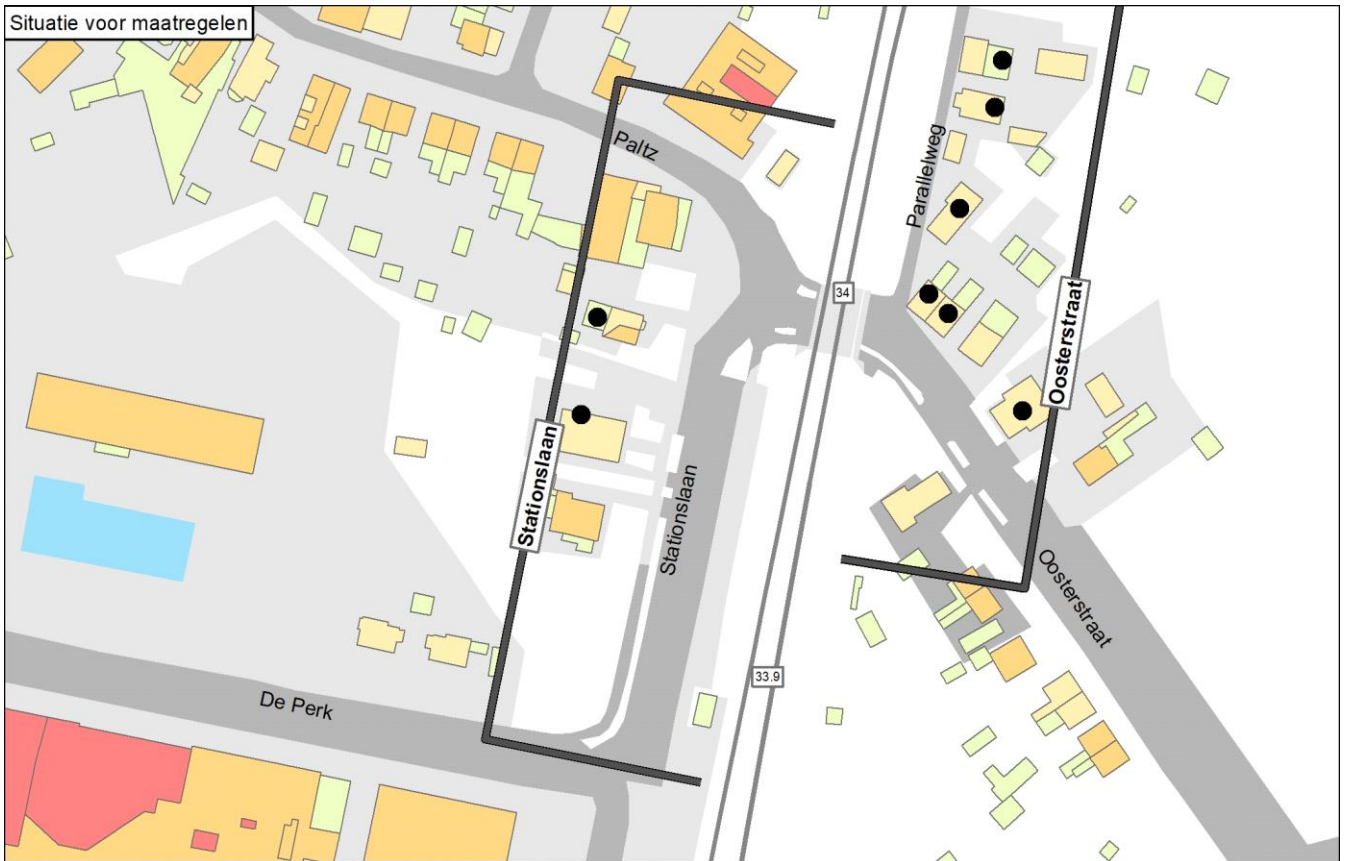 Situatie voor maatregelen
Paltz
Parallelweg
34
Oosterstraat
Stationslaan
Stationslaan
Oosterstraat
33.9
De Perk